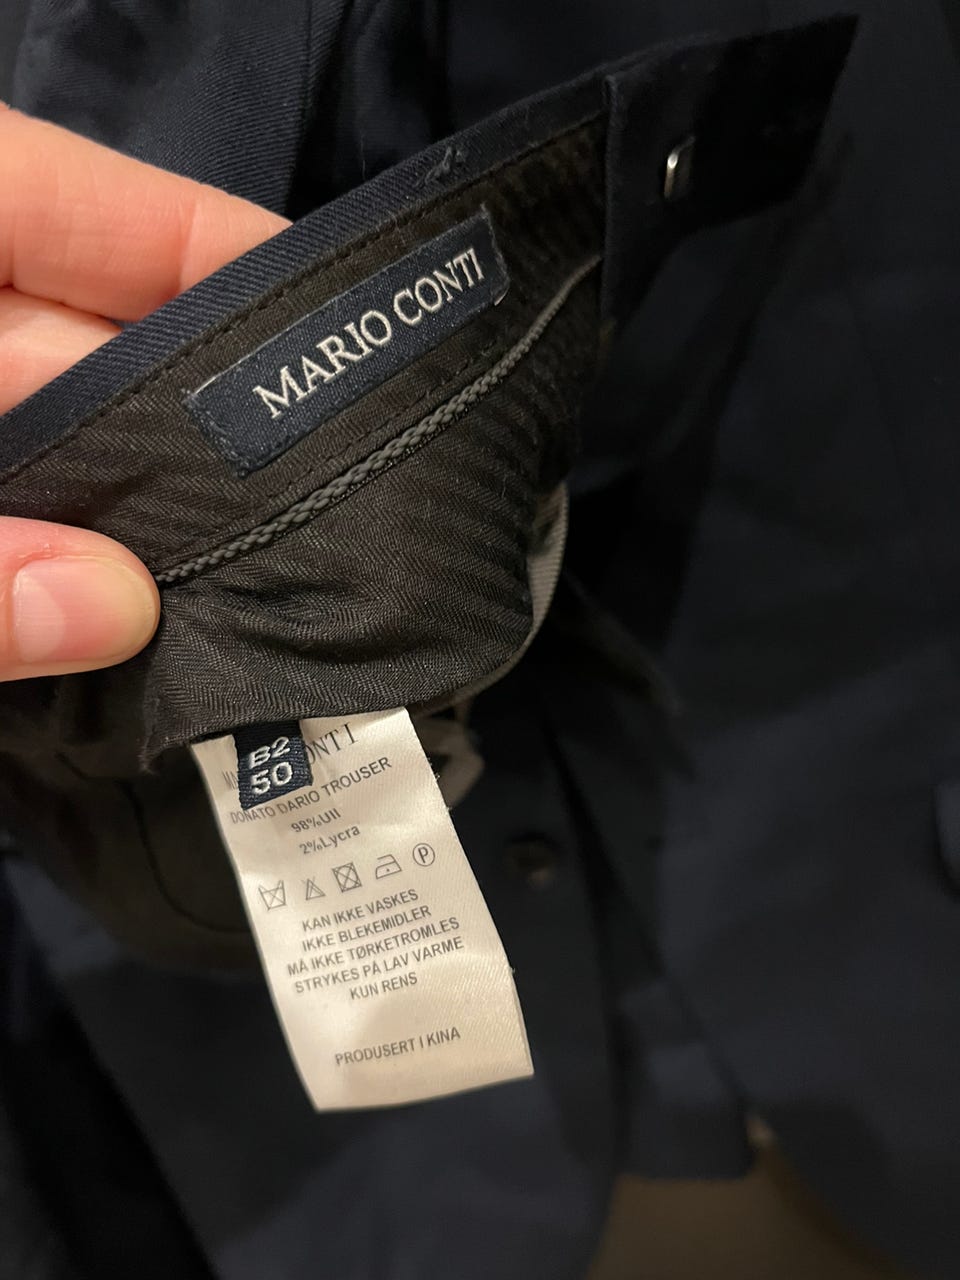 MARIO CONTI
B2
50
ONTI
DONATO DARIO TROUSER
98%Ull
2%Lycra
P
KAN IKKE VASKES
IKKE BLEKEMIDLER
MÅ IKKE TØRKETROMLES
STRYKES PÅ LAV VARME
KUN RENS
PRODUSERT I KINA